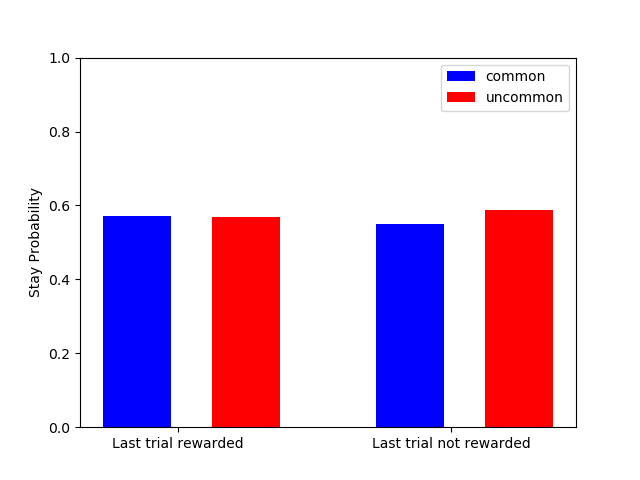 1.0
0.8
0.6
0.4
0.2
0.0
Stay Probability
common
uncommon
Last trial rewarded
Last trial not rewarded